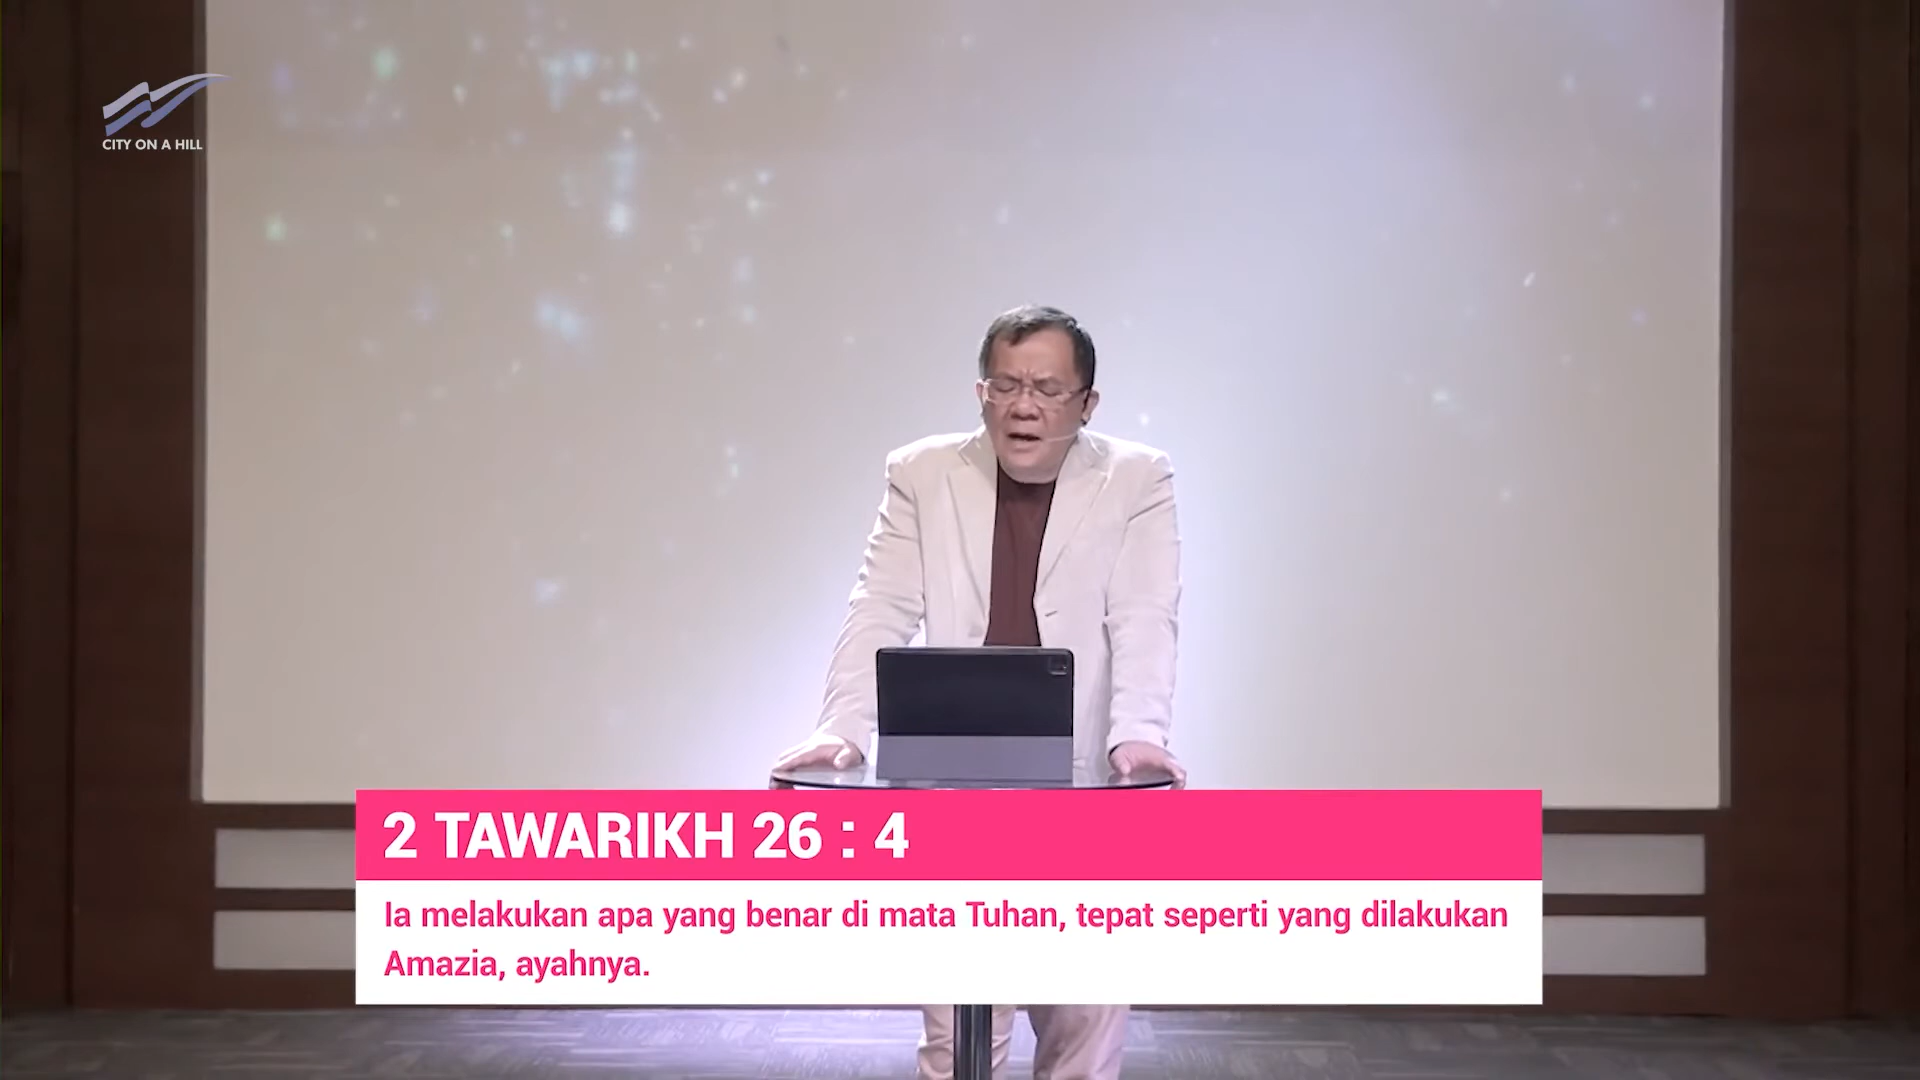 CITY ON A HILL
2 TAWARIKH 26 : 4
Ia melakukan apa yang benar di mata Tuhan, tepat seperti yang dilakukan
Amazia, ayahnya.